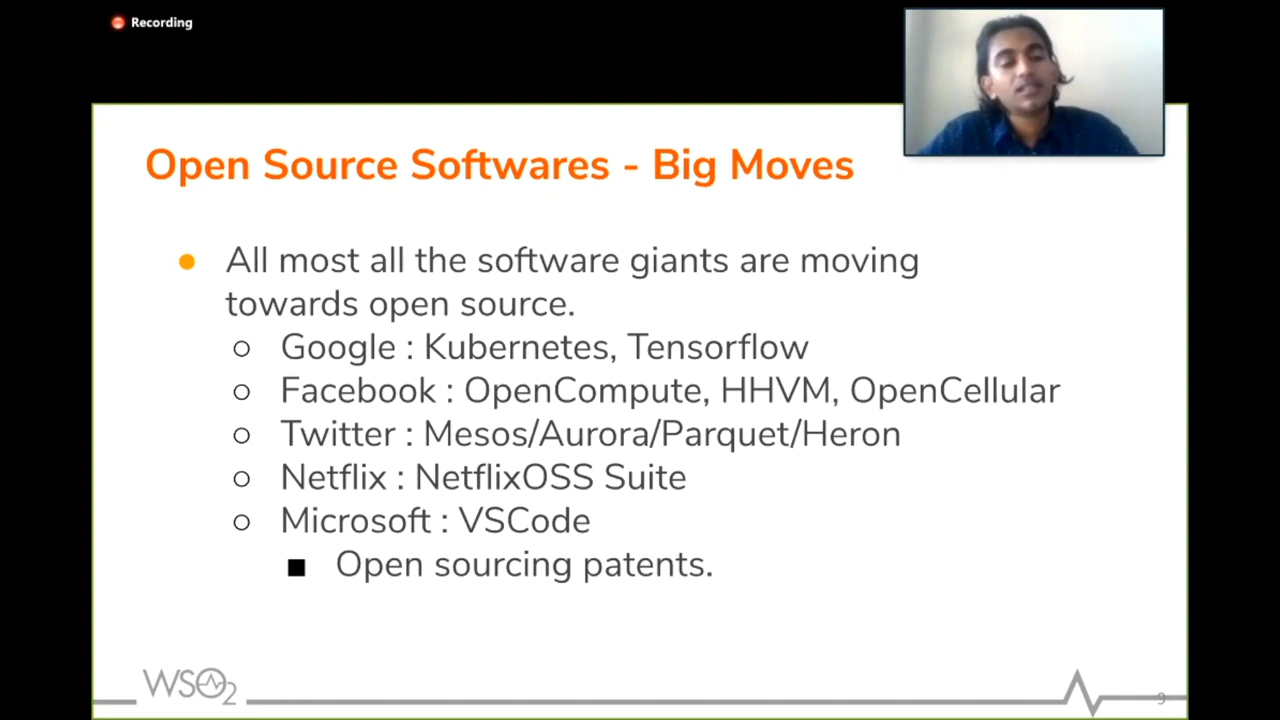 Recording
Open Source Softwares - Big Moves
All most all the software giants are moving
towards open source.
Google : Kubernetes, Tensorflow
Facebook : OpenCompute, HHVM, OpenCellular
Twitter : Mesos/Aurora/Parquet/Heron
Netflix : NetflixOSS Suite
Microsoft : VSCode
Open sourcing patents.
WSO2
9